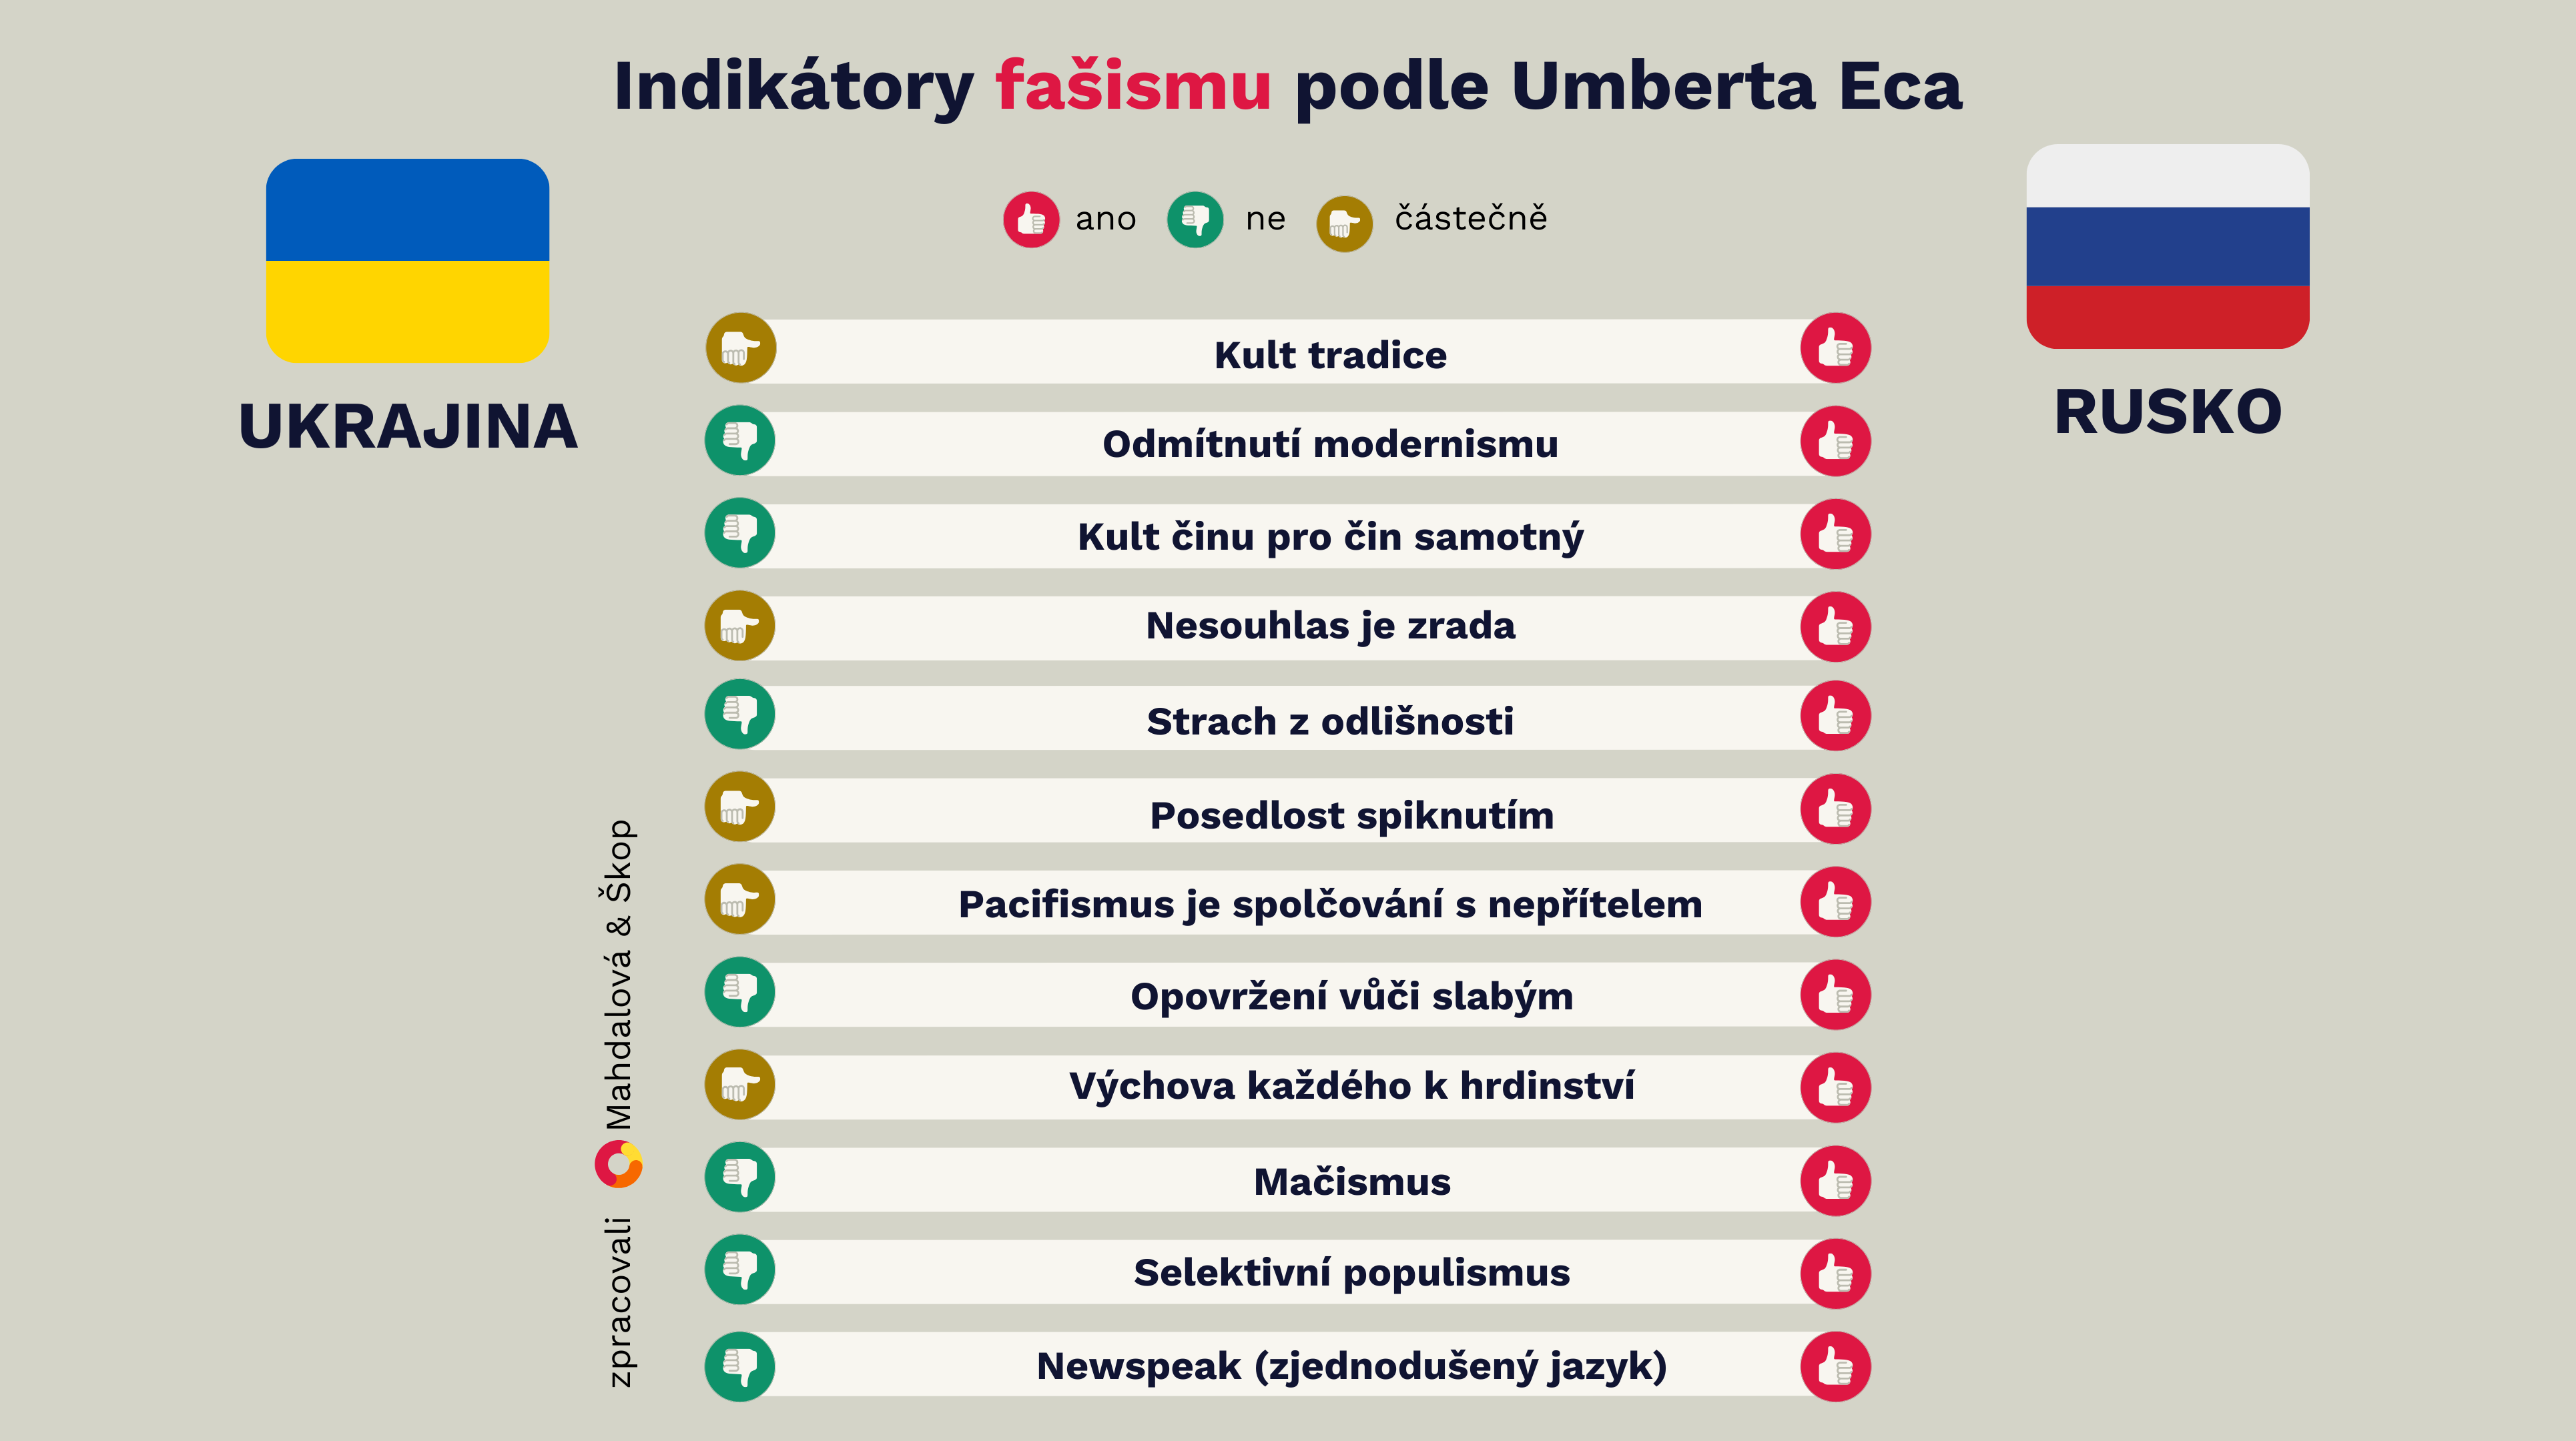 Indikátory fašismu podle Umberta Eca
ano ne částečně
UKRAJINA
RUSKO
Kult tradice
Odmítnutí modernismu
Kult činu pro čin samotný
Nesouhlas je zrada
Strach z odlišnosti
Posedlost spiknutím
Pacifismus je spolčování s nepřítelem
Opovržení vůči slabým
Výchova každého k hrdinství
Mačismus
Selektivní populismus
Newspeak (zjednodušený jazyk)
zpracovali Mahdalová & Škop